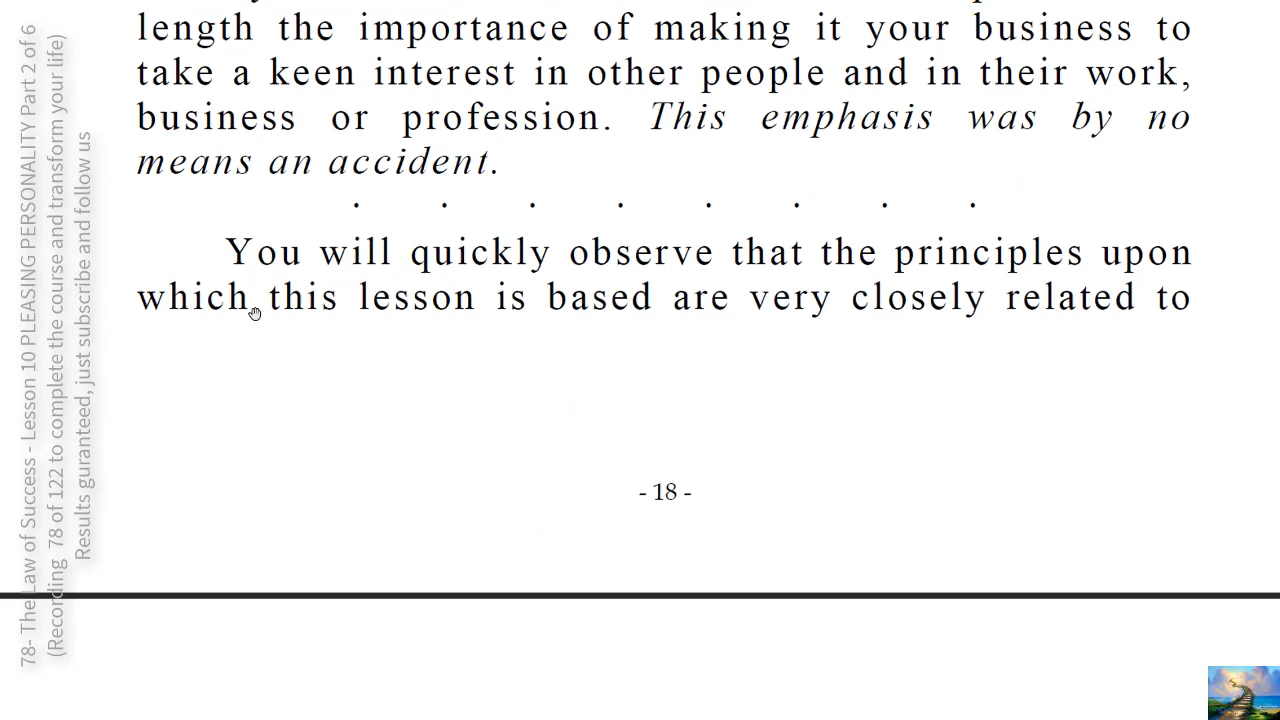 length the importance of making it your business to
take a keen interest in other people and in their work,
business or profession. This emphasis was by no
means an accident.
. . . . . . . .
You will quickly observe that the principles upon
which this lesson is based are very closely related to
- 18 -
78- The Law of Success - Lesson 10 PLEASING PERSONALITY Part 2 of 6
(Recording 78 of 122 to complete the course and transform your life)
Results guranteed, just subscribe and follow us